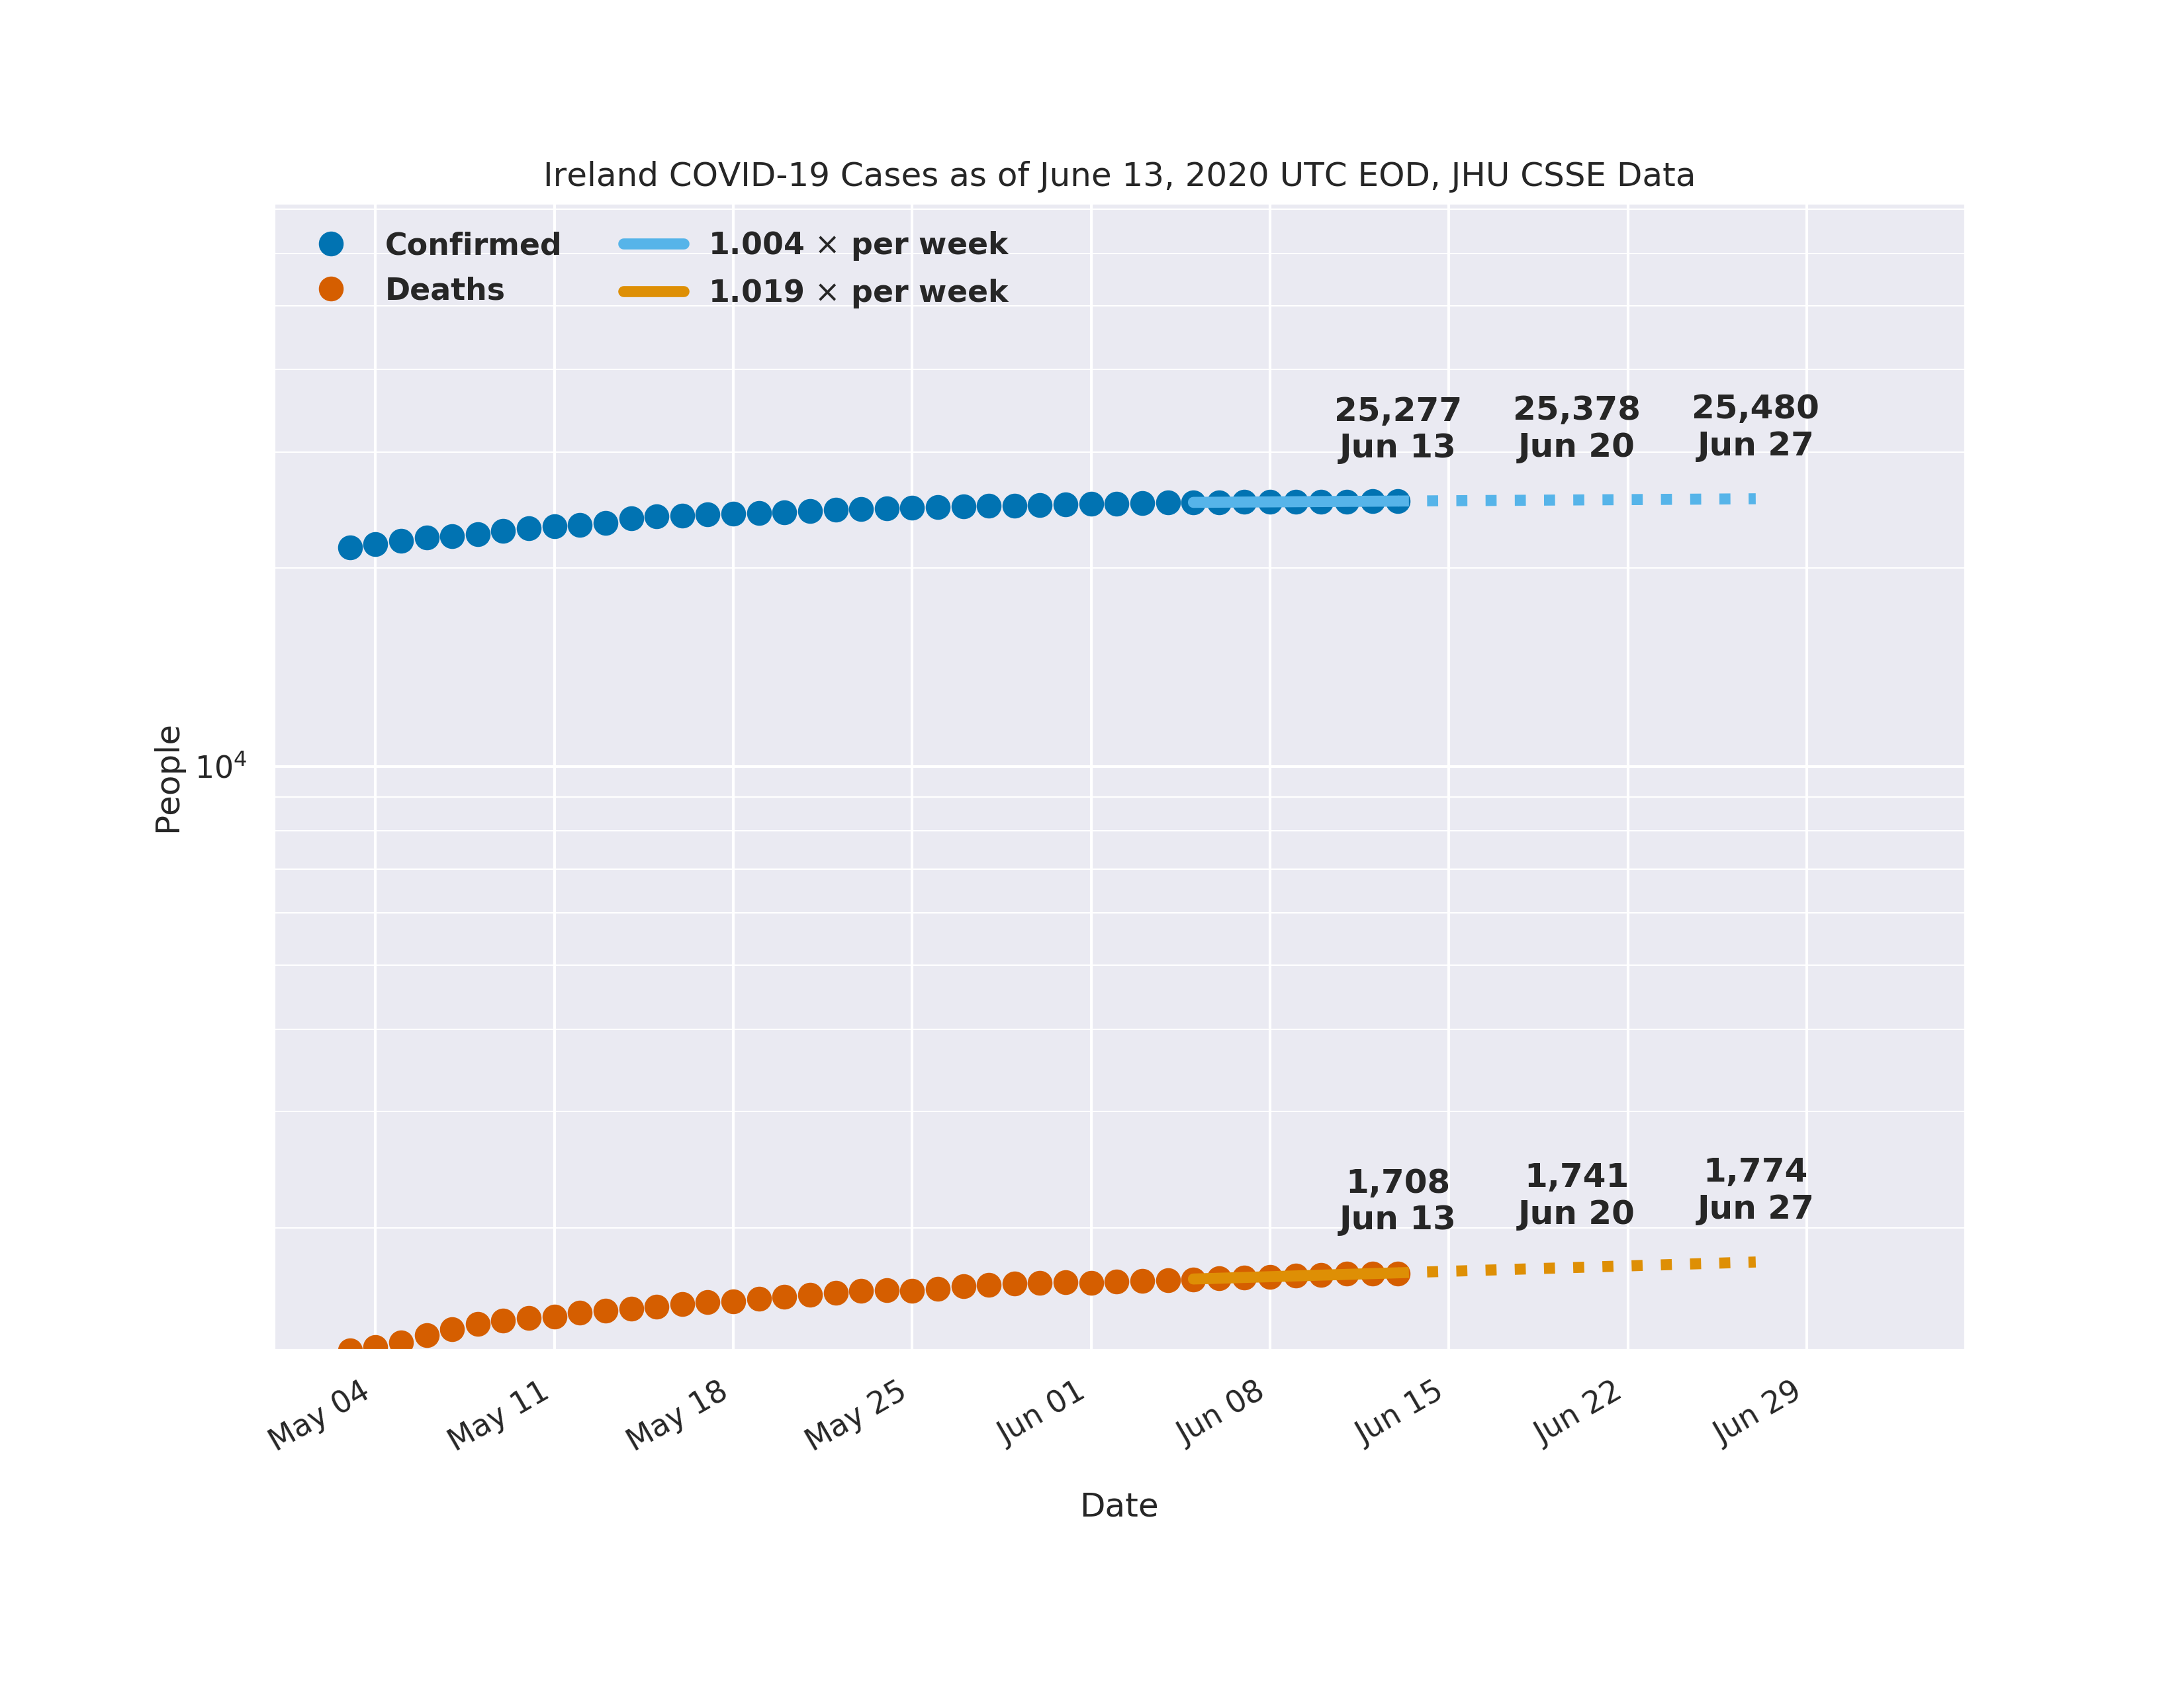 Ireland COVID-19 Cases as of June 13, 2020 UTC EOD, JHU CSSE Data
Confirmed
Deaths
1.004 × per week
1.019 × per week
25,277
Jun 13
25,378
Jun 20
25,480
Jun 27
People
10⁴
1,708
Jun 13
1,741
Jun 20
1,774
Jun 27
May 04
May 11
May 18
May 25
Jun 01
Jun 08
Jun 15
Jun 22
Jun 29
Date